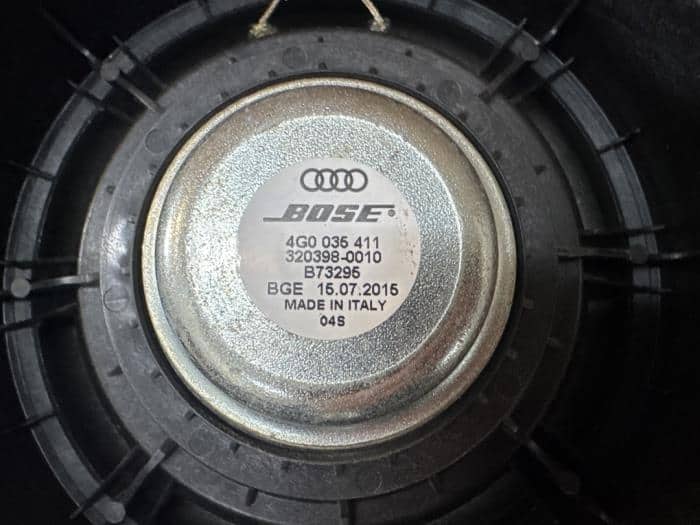 BOSE®
4G0 035 411
320398-0010
B73295
BGE 15.07.2015
MADE IN ITALY
04S